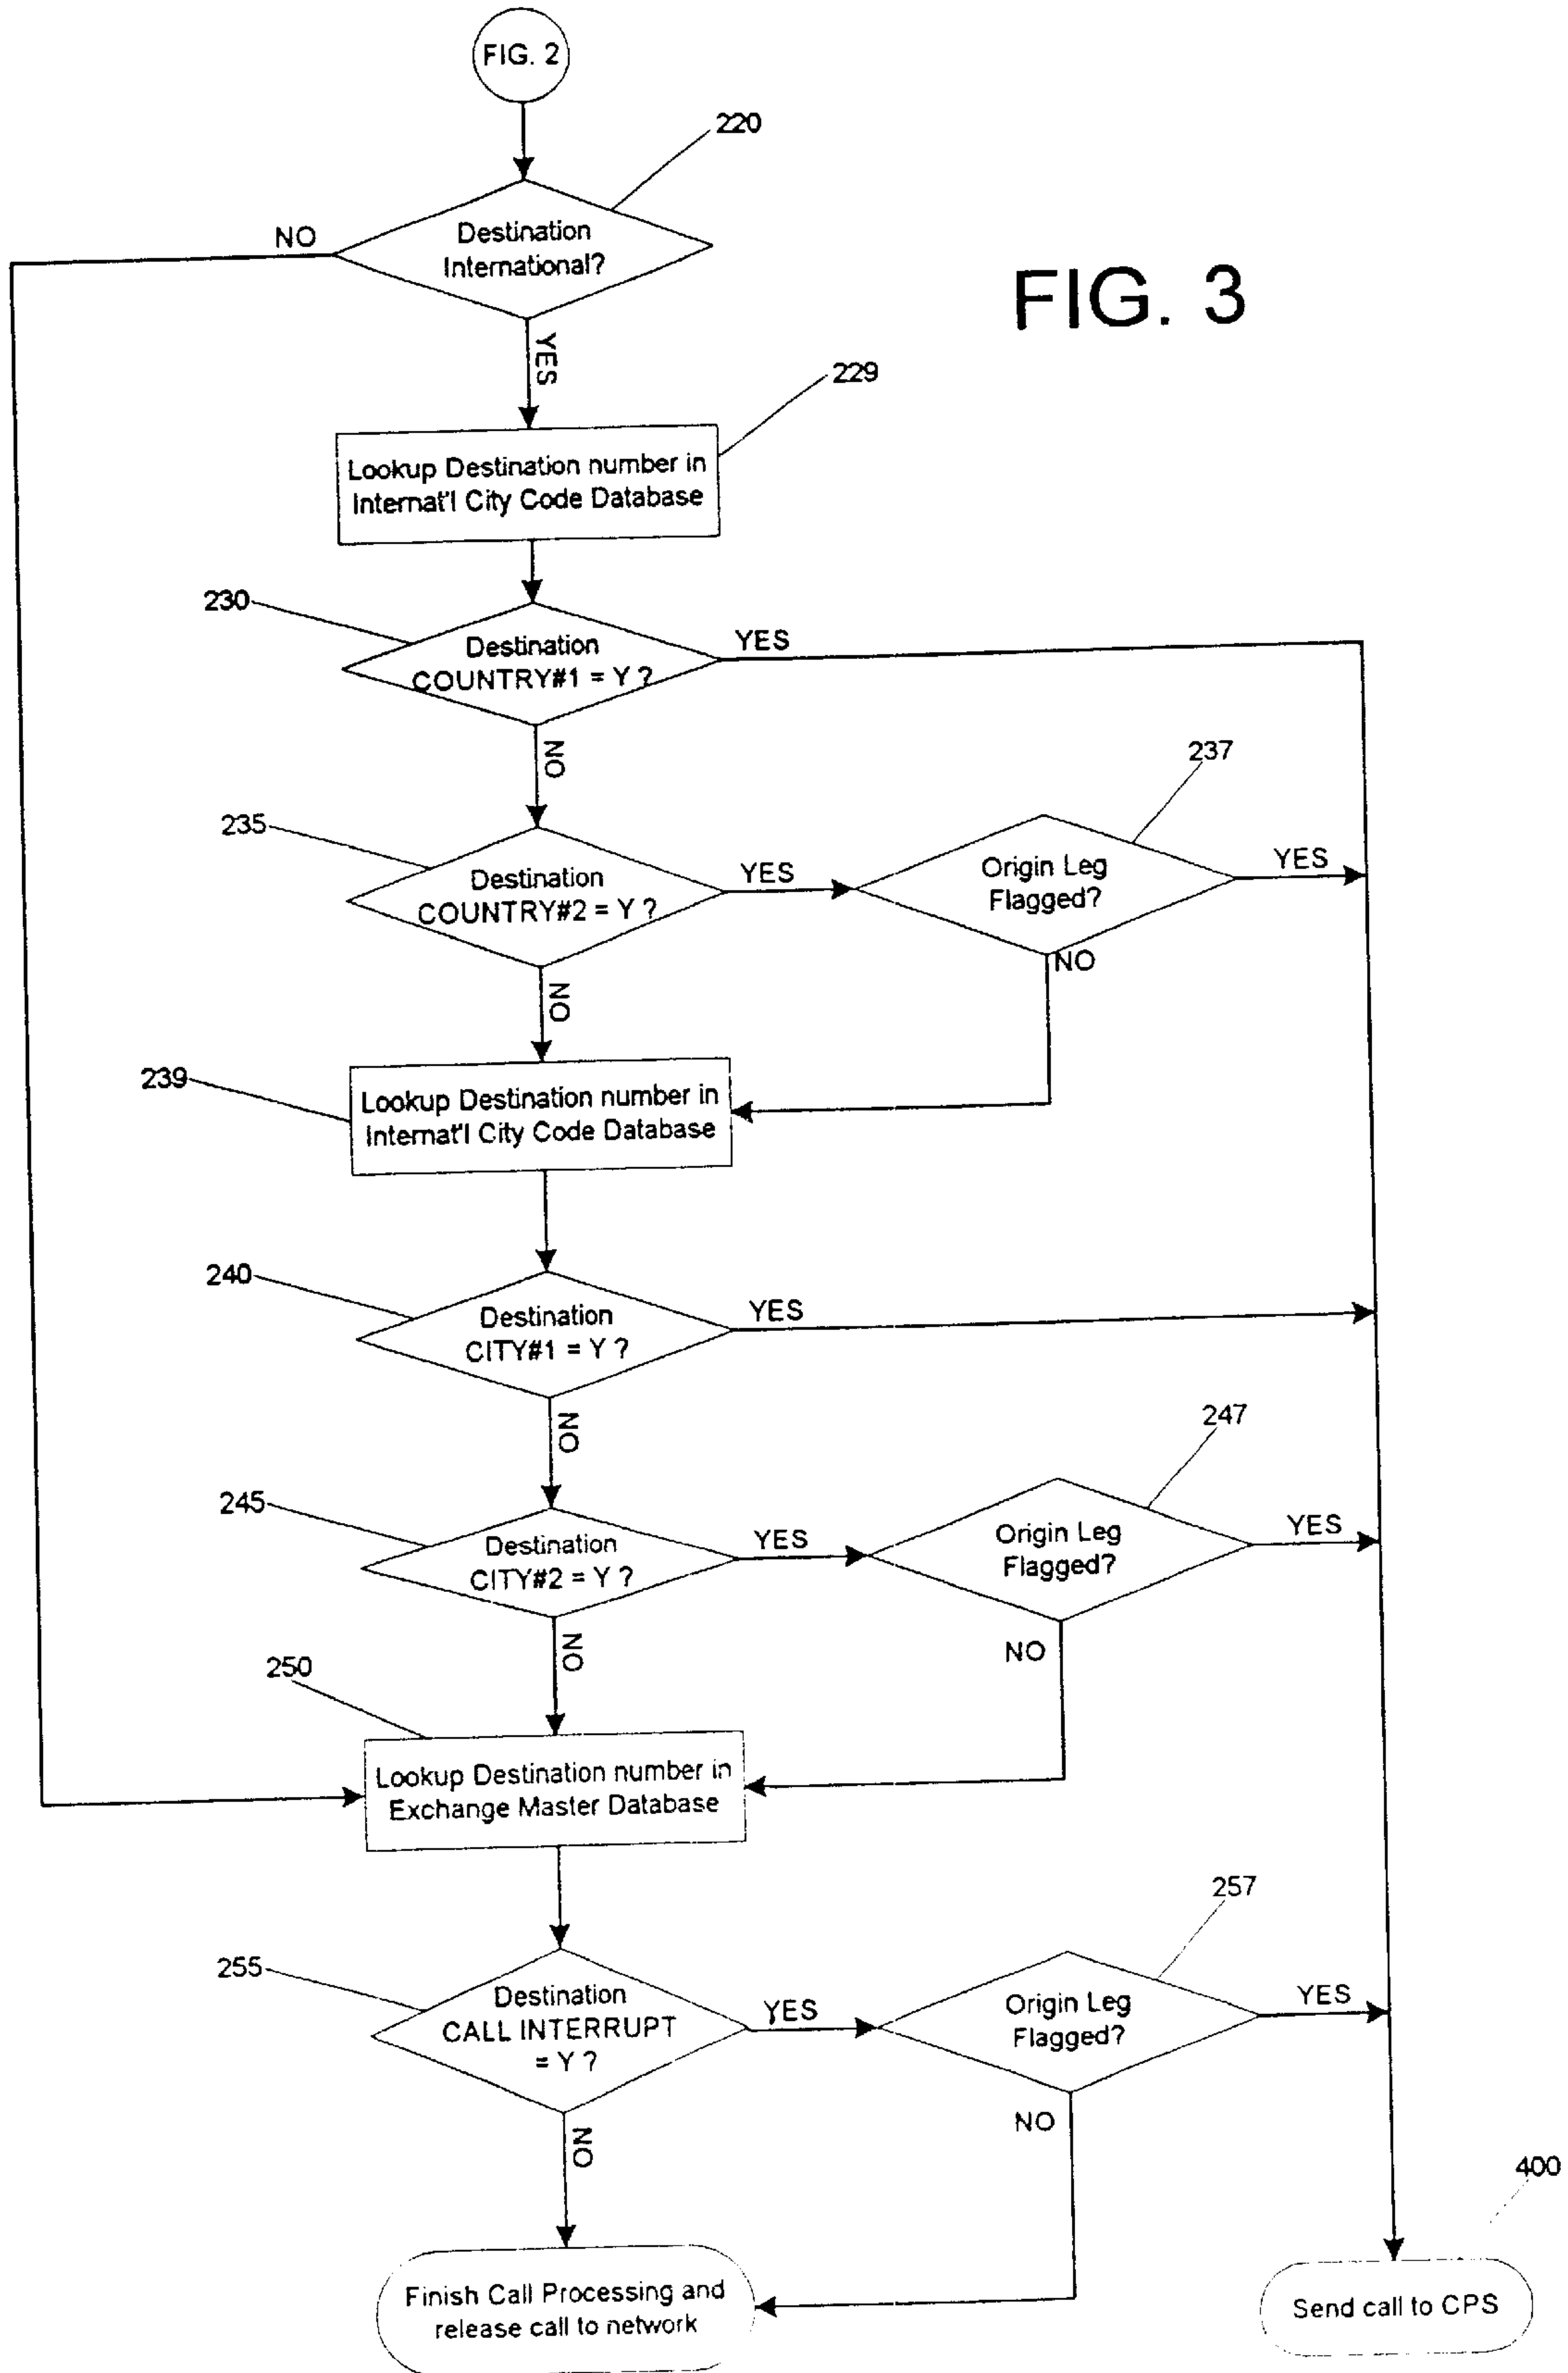 FIG. 2
220
Destination
International?
NO
FIG. 3
YES
229
Lookup Destination number in
Internat'l City Code Database
230
Destination
COUNTRY#1 = Y ?
YES
NO
237
235
Destination
COUNTRY#2 = Y ?
YES
Origin Leg
Flagged?
YES
NO
NO
239
Lookup Destination number in
Internat'l City Code Database
240
Destination
CITY#1 = Y ?
YES
NO
247
245
Destination
CITY#2 = Y ?
YES
Origin Leg
Flagged?
YES
NO
NO
250
Lookup Destination number in
Exchange Master Database
257
255
Destination
CALL INTERRUPT
= Y ?
YES
Origin Leg
Flagged?
YES
NO
NO
400
Finish Call Processing and
release call to network
Send call to CPS